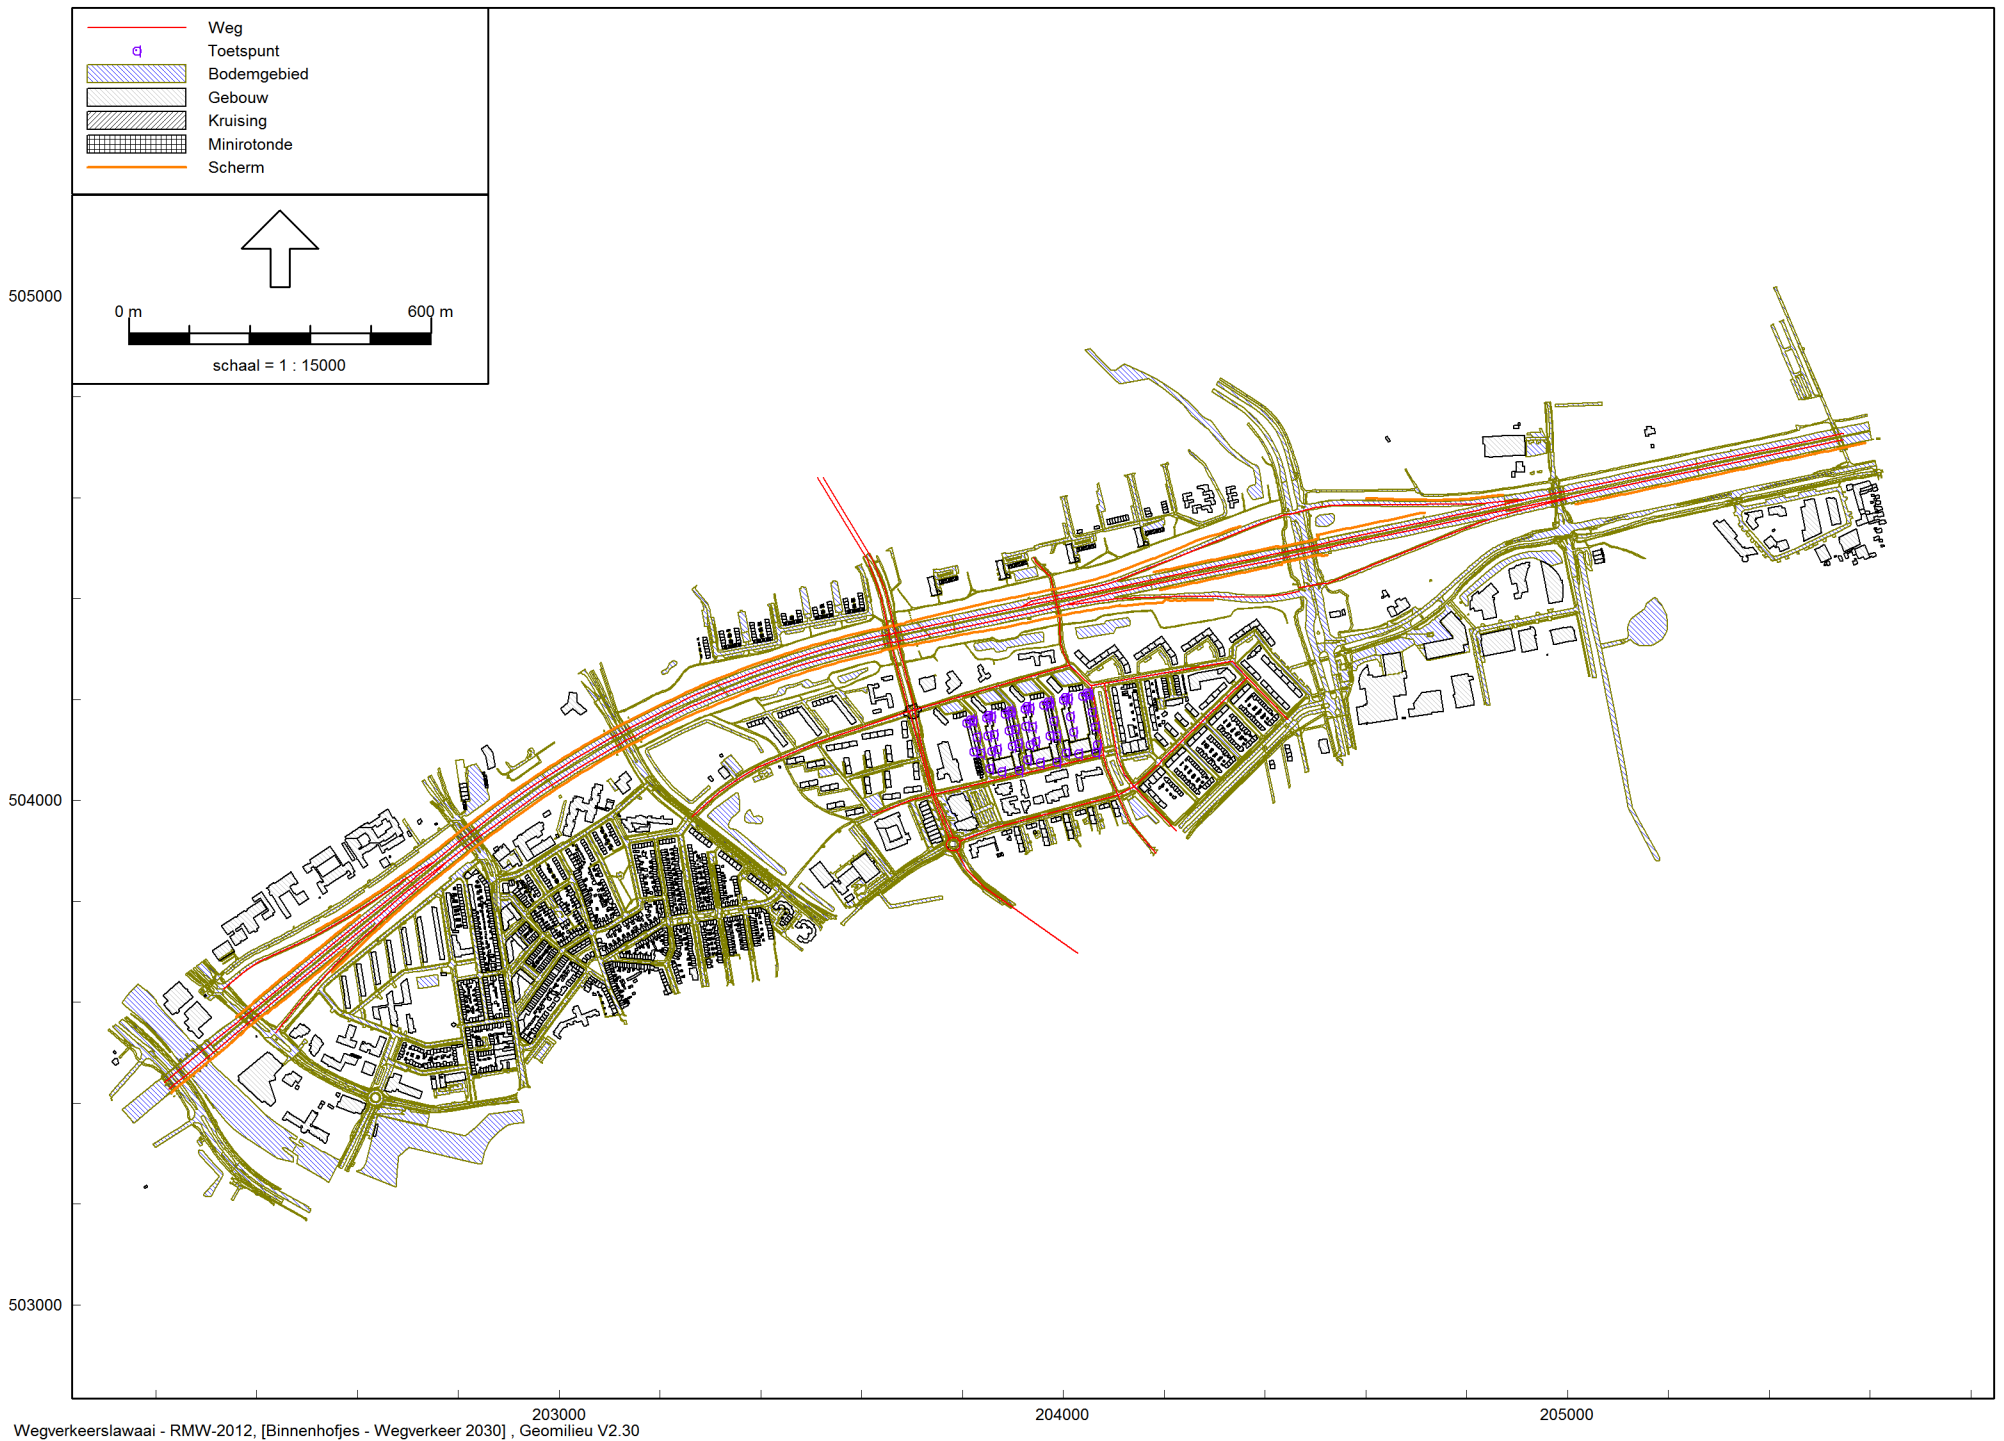 Weg
Toetspunt
Bodemgebied
Gebouw
Kruising
Minirotonde
Scherm
0 m 600 m
schaal = 1 : 15000
505000
504000
503000
203000 204000 205000
Wegverkeerslawaai - RMW-2012, [Binnenhofjes - Wegverkeer 2030] , Geomilieu V2.30